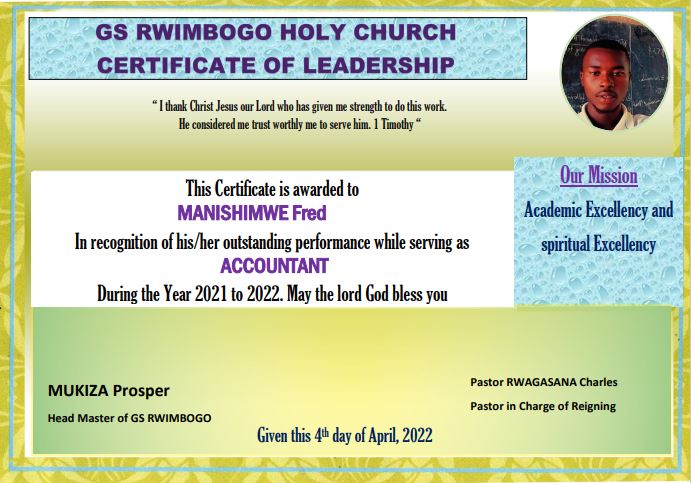 GS RWIMBOGO HOLY CHURCH
CERTIFICATE OF LEADERSHIP
“ I thank Christ Jesus our Lord who has given me strength to do this work.
He considered me trust worthly me to serve him. 1 Timothy “
This Certificate is awarded to
MANISHIMWE Fred
In recognition of his/her outstanding performance while serving as
ACCOUNTANT
During the Year 2021 to 2022. May the lord God bless you
Our Mission
Academic Excellency and
spiritual Excellency
MUKIZA Prosper
Head Master of GS RWIMBOGO
Pastor RWAGASANA Charles
Pastor in Charge of Reigning
Given this 4th day of April, 2022